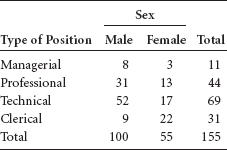 Sex
Type of Position Male Female Total
Managerial 8 3 11
Professional 31 13 44
Technical 52 17 69
Clerical 9 22 31
Total 100 55 155